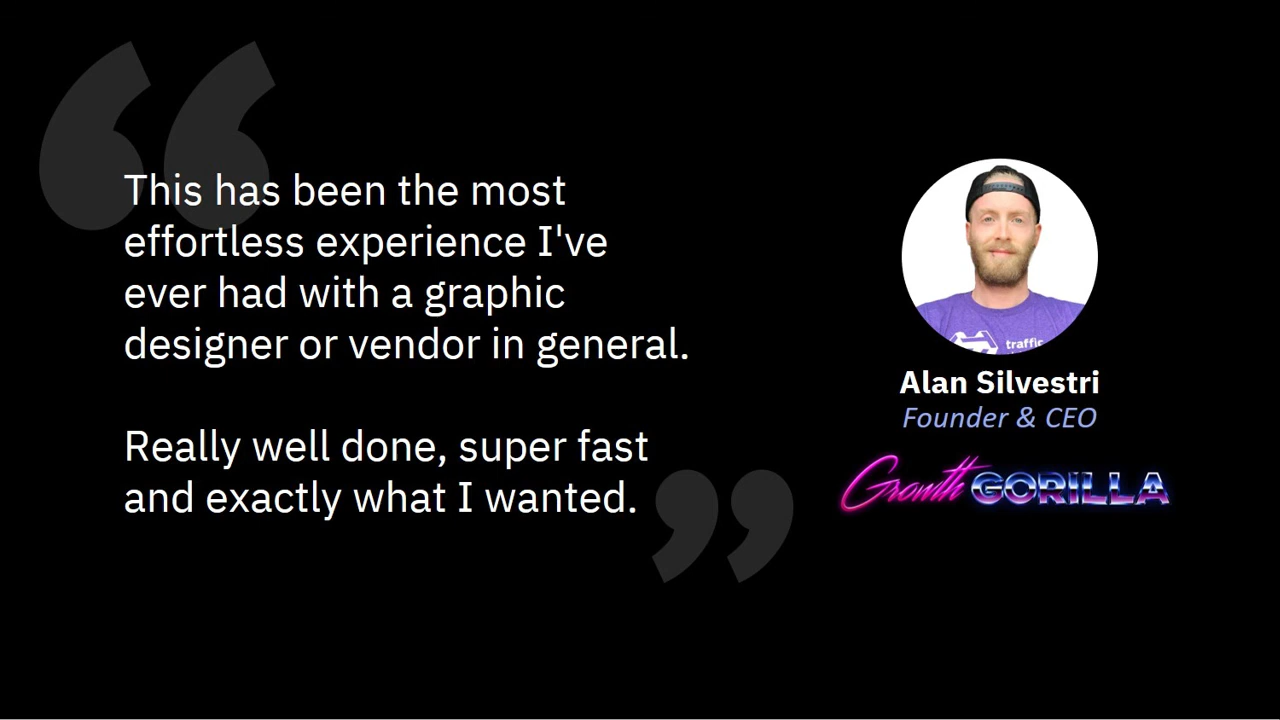 This has been the most
effortless experience I've
ever had with a graphic
designer or vendor in general.
Really well done, super fast
and exactly what I wanted.
traffic
Alan Silvestri
Founder & CEO
Growth GORILLA